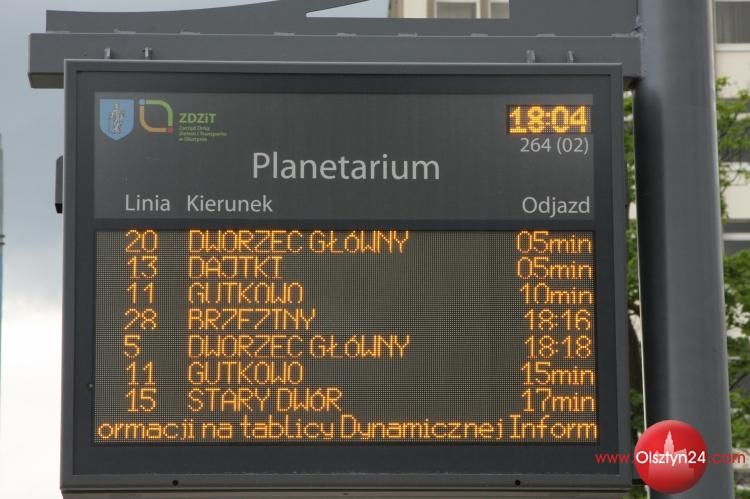 ZDZiT
Zarząd Dróg
Zieleni i Transportu
w Olsztynie
18:04
264 (02)
Planetarium
Linia Kierunek Odjazd
20 DWORZEC GŁÓWNY 05min
13 DAJTKI 05min
11 GUTKOWO 10min
28 BRZEZINY 18:16
5 DWORZEC GŁÓWNY 18:18
11 GUTKOWO 15min
15 STARY DWÓR 17min
ormacji na tablicy Dynamicznej Inform
www.Olsztyn24.com